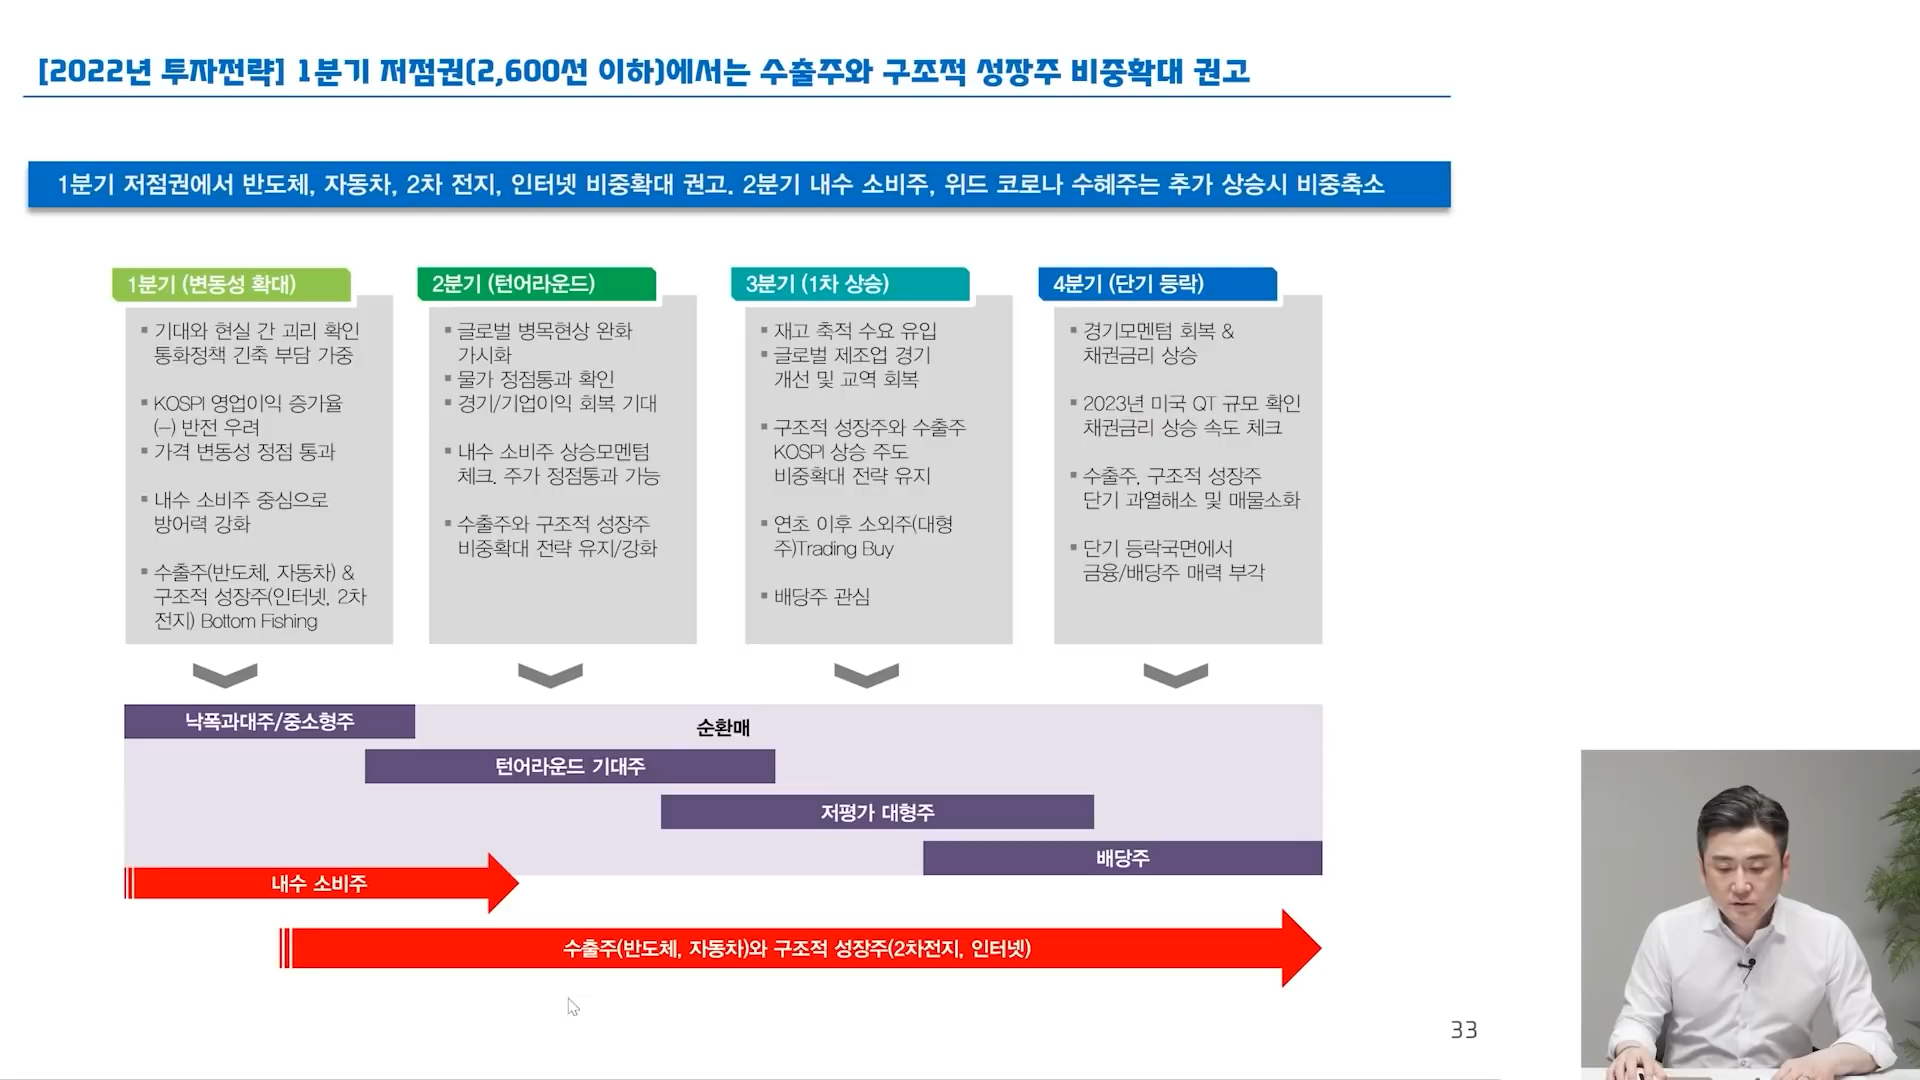 [2022년 투자전략] 1분기 저점권(2,600선 이하)에서는 수출주와 구조적 성장주 비중확대 권고
1분기 저점권에서 반도체, 자동차, 2차 전지, 인터넷 비중확대 권고. 2분기 내수 소비주, 위드 코로나 수혜주는 추가 상승시 비중축소
1분기 (변동성 확대)
▪ 기대와 현실 간 괴리 확인
통화정책 긴축 부담 가중
▪ KOSPI 영업이익 증가율
(-) 반전 우려
▪ 가격 변동성 정점 통과
▪ 내수 소비주 중심으로
방어력 강화
▪ 수출주(반도체, 자동차) &
구조적 성장주(인터넷, 2차
전지) Bottom Fishing
2분기 (턴어라운드)
▪ 글로벌 병목현상 완화
가시화
▪ 물가 정점통과 확인
▪ 경기/기업이익 회복 기대
▪ 내수 소비주 상승모멘텀
체크. 주가 정점통과 가능
▪ 수출주와 구조적 성장주
비중확대 전략 유지/강화
3분기 (1차 상승)
▪ 재고 축적 수요 유입
▪ 글로벌 제조업 경기
개선 및 교역 회복
▪ 구조적 성장주와 수출주
KOSPI 상승 주도
비중확대 전략 유지
▪ 연초 이후 소외주(대형
주)Trading Buy
▪ 배당주 관심
4분기 (단기 등락)
▪ 경기모멘텀 회복 &
채권금리 상승
▪ 2023년 미국 QT 규모 확인
채권금리 상승 속도 체크
▪ 수출주, 구조적 성장주
단기 과열해소 및 매물소화
▪ 단기 등락국면에서
금융/배당주 매력 부각
낙폭과대주/중소형주
순환매
턴어라운드 기대주
저평가 대형주
배당주
내수 소비주
수출주(반도체, 자동차)와 구조적 성장주(2차전지, 인터넷)
33